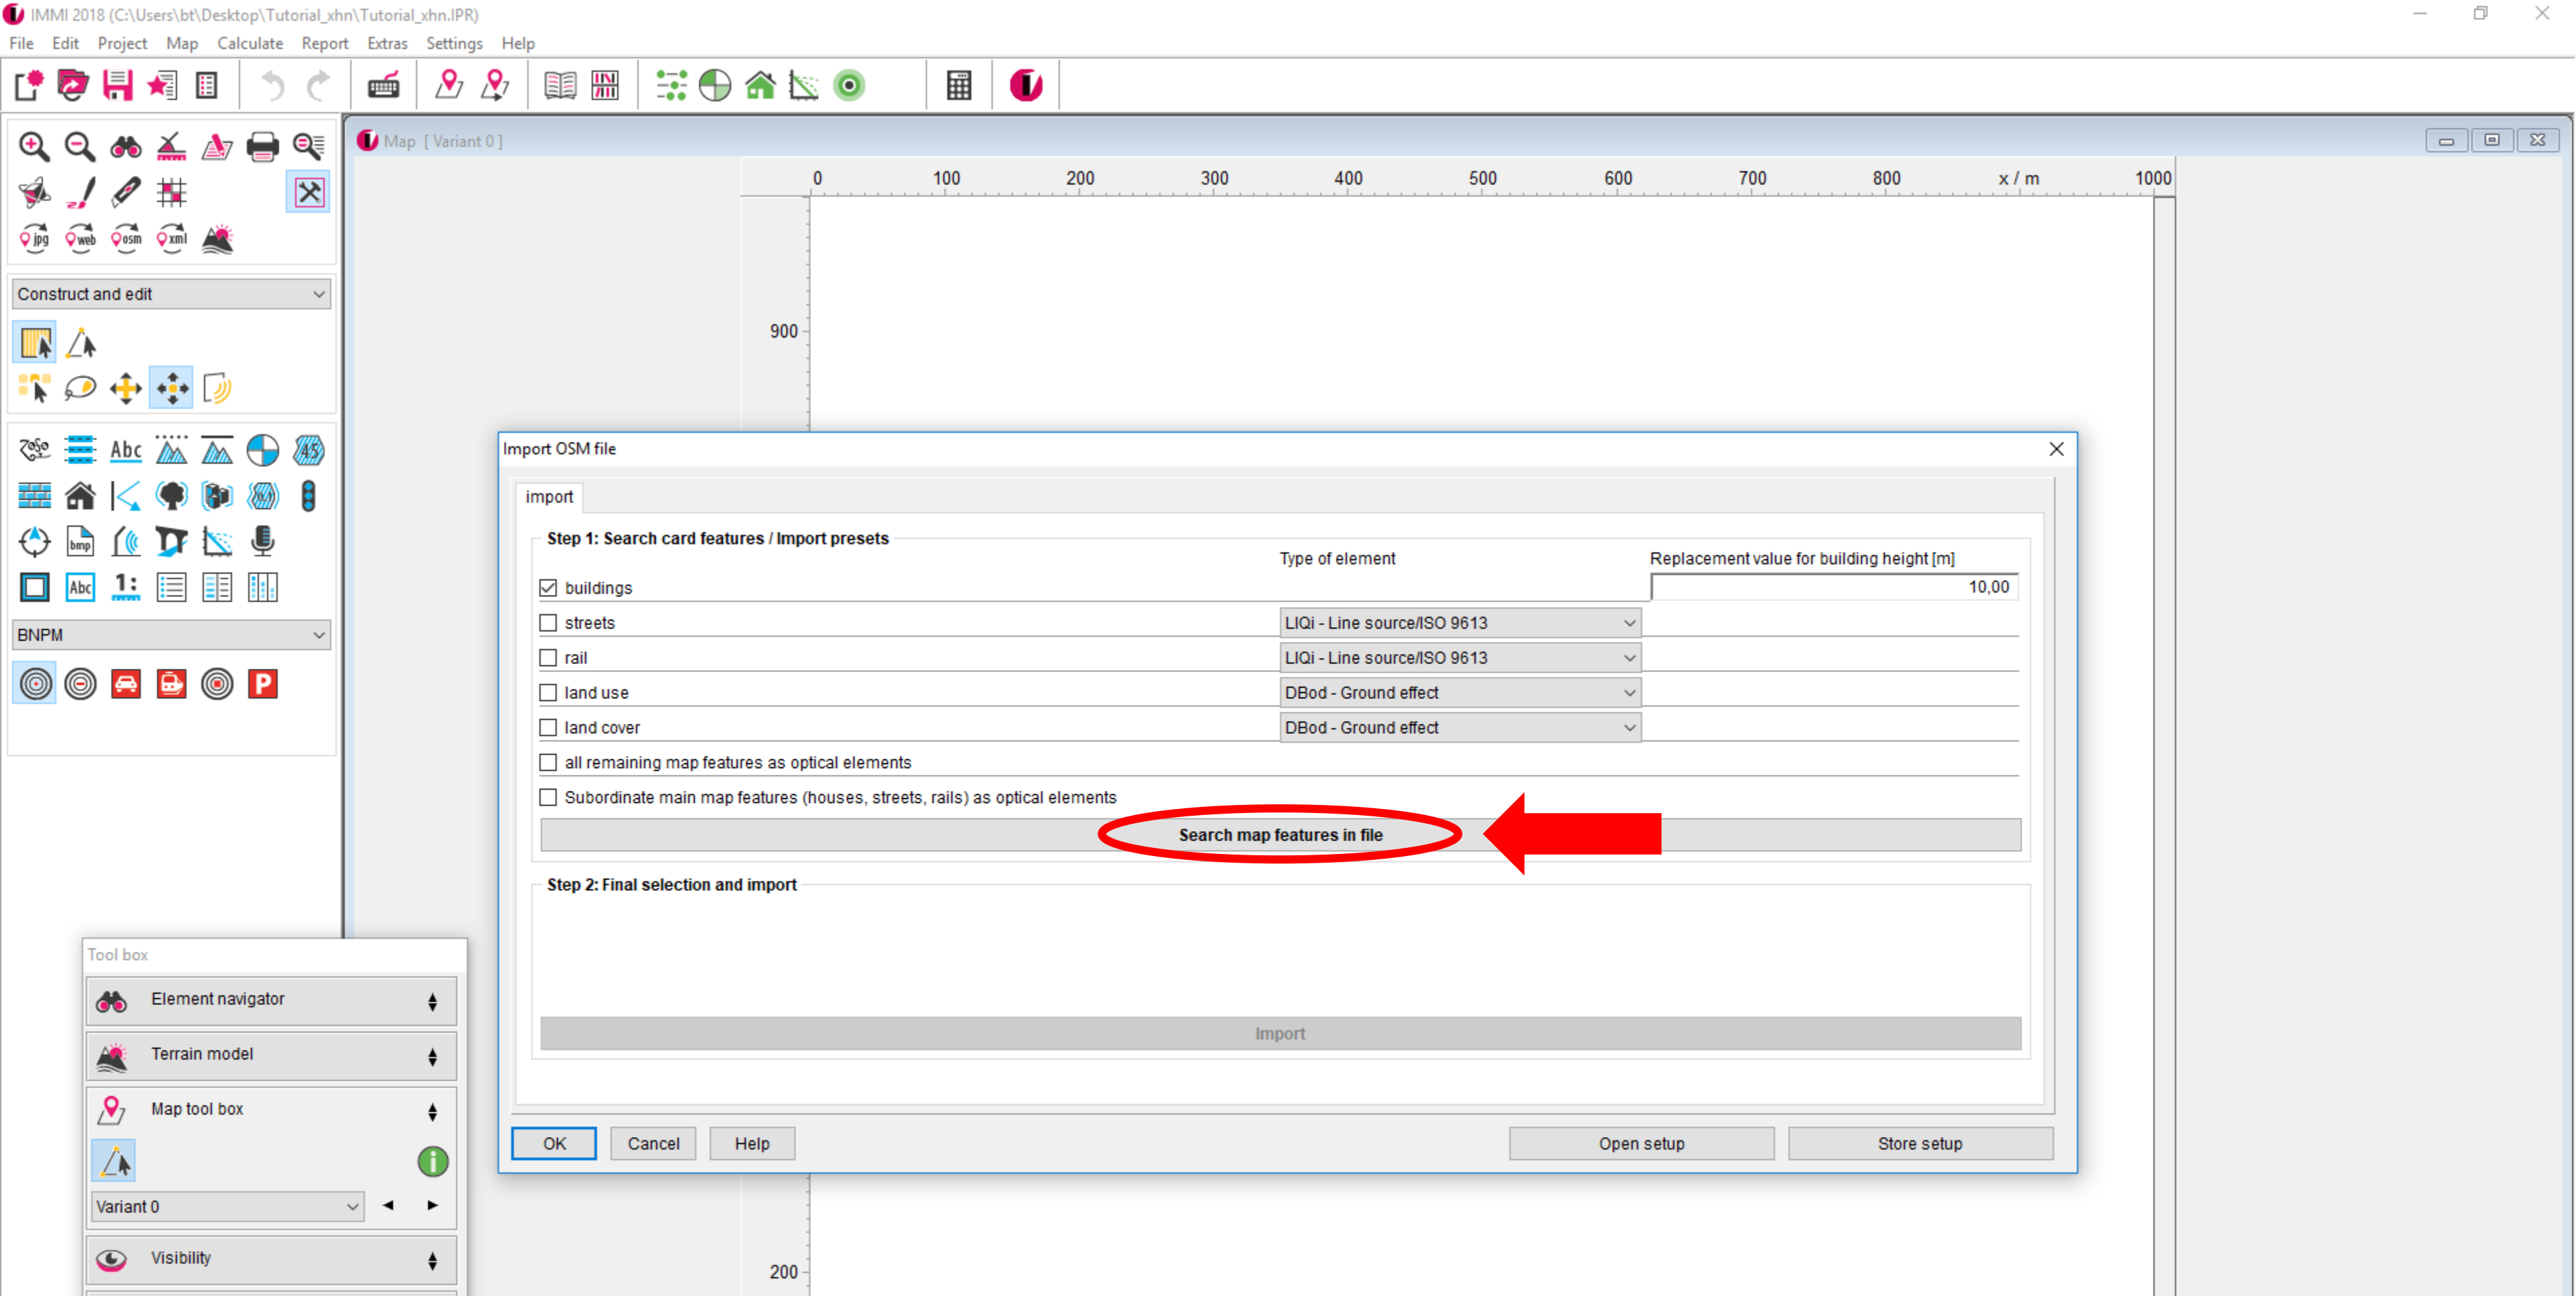 IMMI 2018 (C:\Users\bt\Desktop\Tutorial_xhn\Tutorial_xhn.IPR)
File Edit Project Map Calculate Report Extras Settings Help
Map [ Variant 0 ]
0 100 200 300 400 500 600 700 800 x / m 1000
jpg web osm xml
Construct and edit
900
Abc 45
bmp
Abc 1:
BNPM
P
Import OSM file
import
Step 1: Search card features / Import presets
Type of element Replacement value for building height [m]
buildings 10,00
streets LIQi - Line source/ISO 9613
rail LIQi - Line source/ISO 9613
land use DBod - Ground effect
land cover DBod - Ground effect
all remaining map features as optical elements
Subordinate main map features (houses, streets, rails) as optical elements
Search map features in file
Step 2: Final selection and import
Import
OK Cancel Help Open setup Store setup
Tool box
Element navigator
Terrain model
Map tool box
Variant 0
Visibility
200